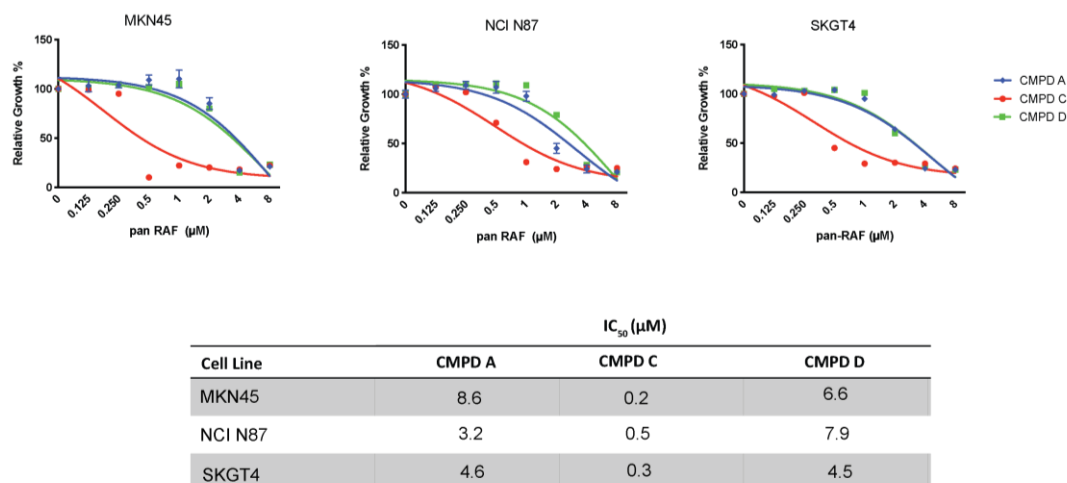 MKN45
NCI N87
SKGT4
Relative Growth %
150
100
50
0
0 0.125 0.250 0.5 1 2 4 8
pan RAF (µM)
Relative Growth %
150
100
50
0
0 0.125 0.250 0.5 1 2 4 8
pan RAF (µM)
Relative Growth %
150
100
50
0
0 0.125 0.250 0.5 1 2 4 8
pan-RAF (µM)
CMPD A
CMPD C
CMPD D
IC50 (µM)
Cell Line CMPD A CMPD C CMPD D
MKN45 8.6 0.2 6.6
NCI N87 3.2 0.5 7.9
SKGT4 4.6 0.3 4.5